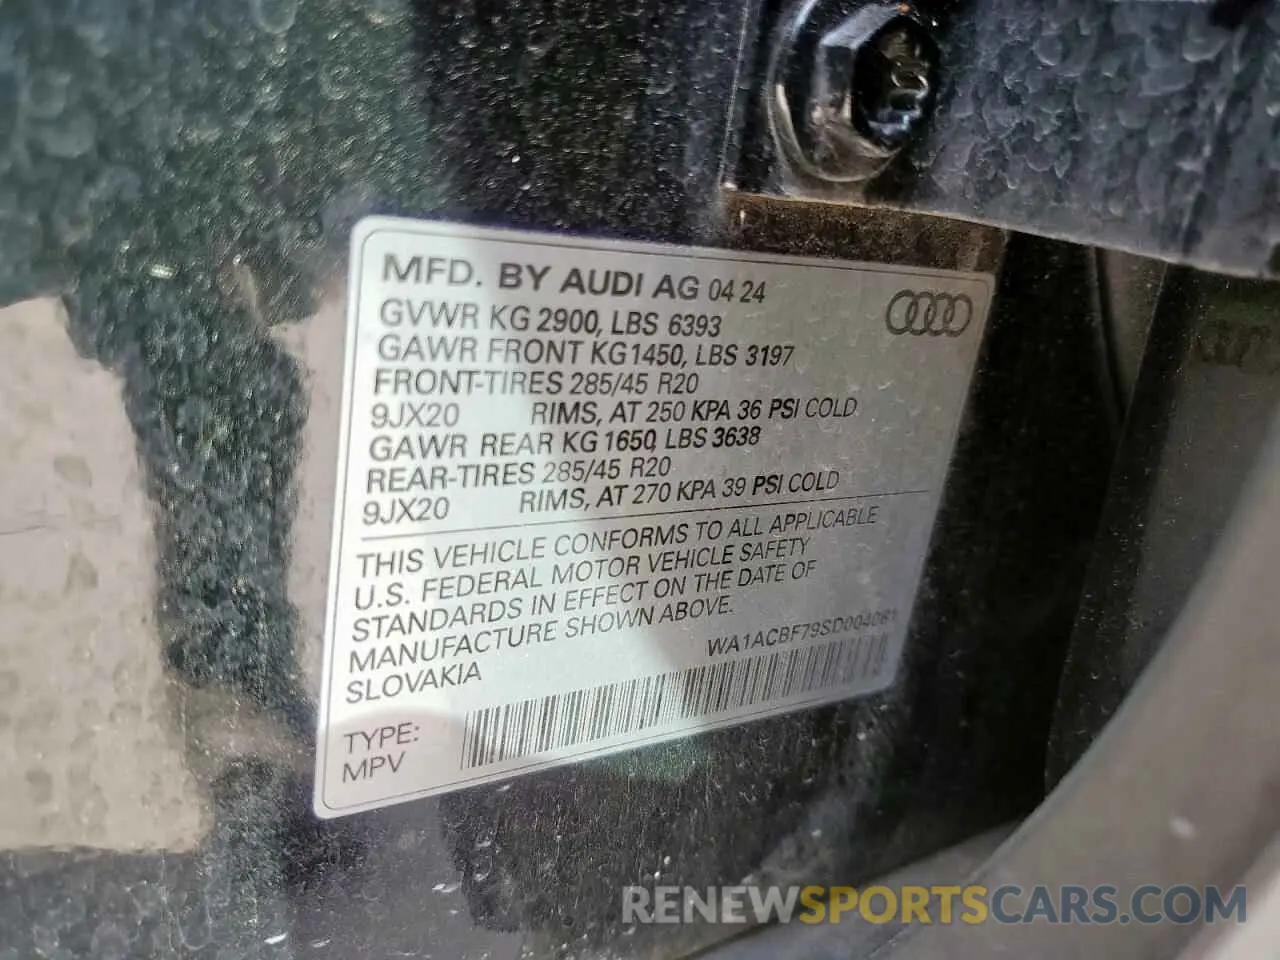 MFD. BY AUDI AG 04 24
GVWR KG 2900, LBS 6393
GAWR FRONT KG1450, LBS 3197
FRONT-TIRES 285/45 R20
9JX20 RIMS, AT 250 KPA 36 PSI COLD
GAWR REAR KG 1650, LBS 3638
REAR-TIRES 285/45 R20
9JX20 RIMS, AT 270 KPA 39 PSI COLD
THIS VEHICLE CONFORMS TO ALL APPLICABLE
U.S. FEDERAL MOTOR VEHICLE SAFETY
STANDARDS IN EFFECT ON THE DATE OF
MANUFACTURE SHOWN ABOVE.
SLOVAKIA
WA1ACBF79SD004061
TYPE:
MPV
RENEWSPORTSCARS.COM